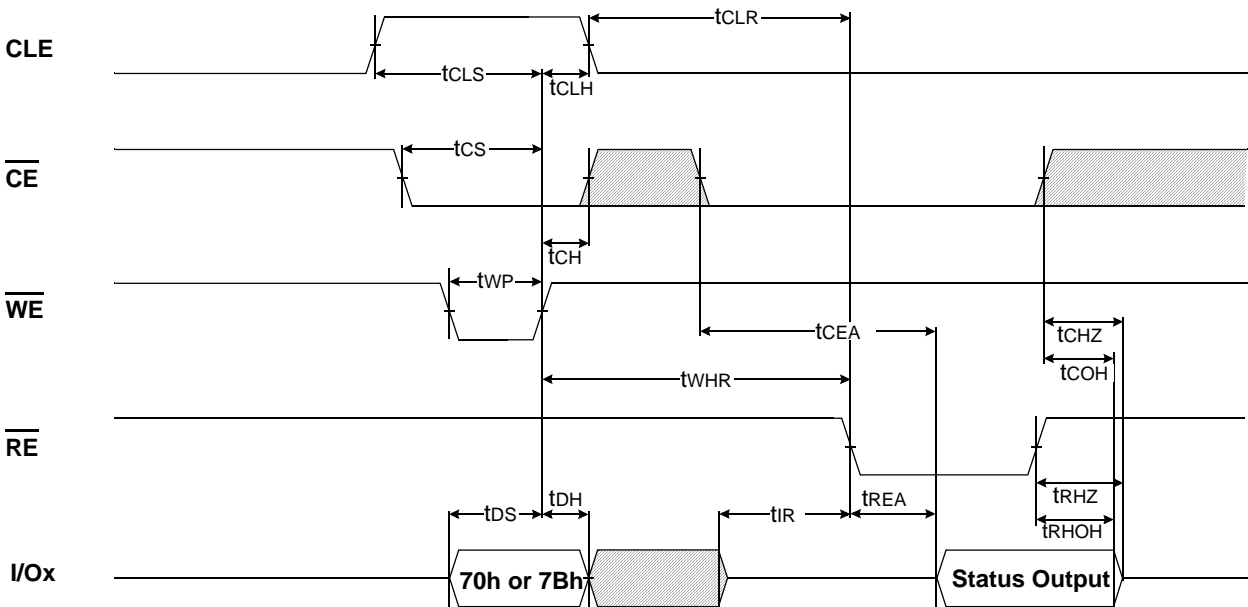 tCLR
CLE
tCLS
tCLH
tCS
CE
tCH
tWP
WE
tCEA
tCHZ
tCOH
tWHR
RE
tDS
tDH
tIR
tREA
tRHZ
tRHOH
I/Ox
70h or 7Bh
Status Output